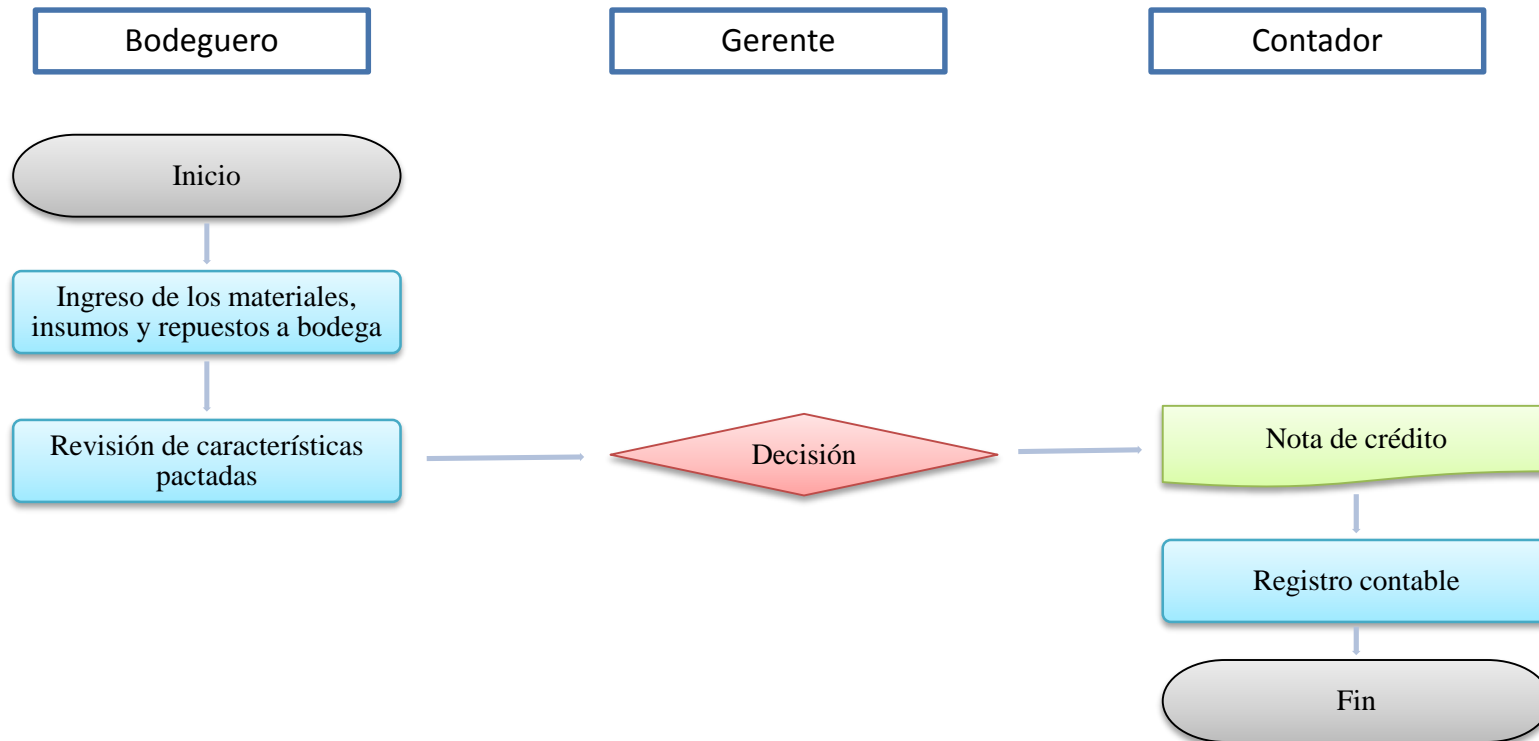 Bodeguero
Gerente
Contador
Inicio
Ingreso de los materiales,
insumos y repuestos a bodega
Revisión de características
pactadas
Decisión
Nota de crédito
Registro contable
Fin